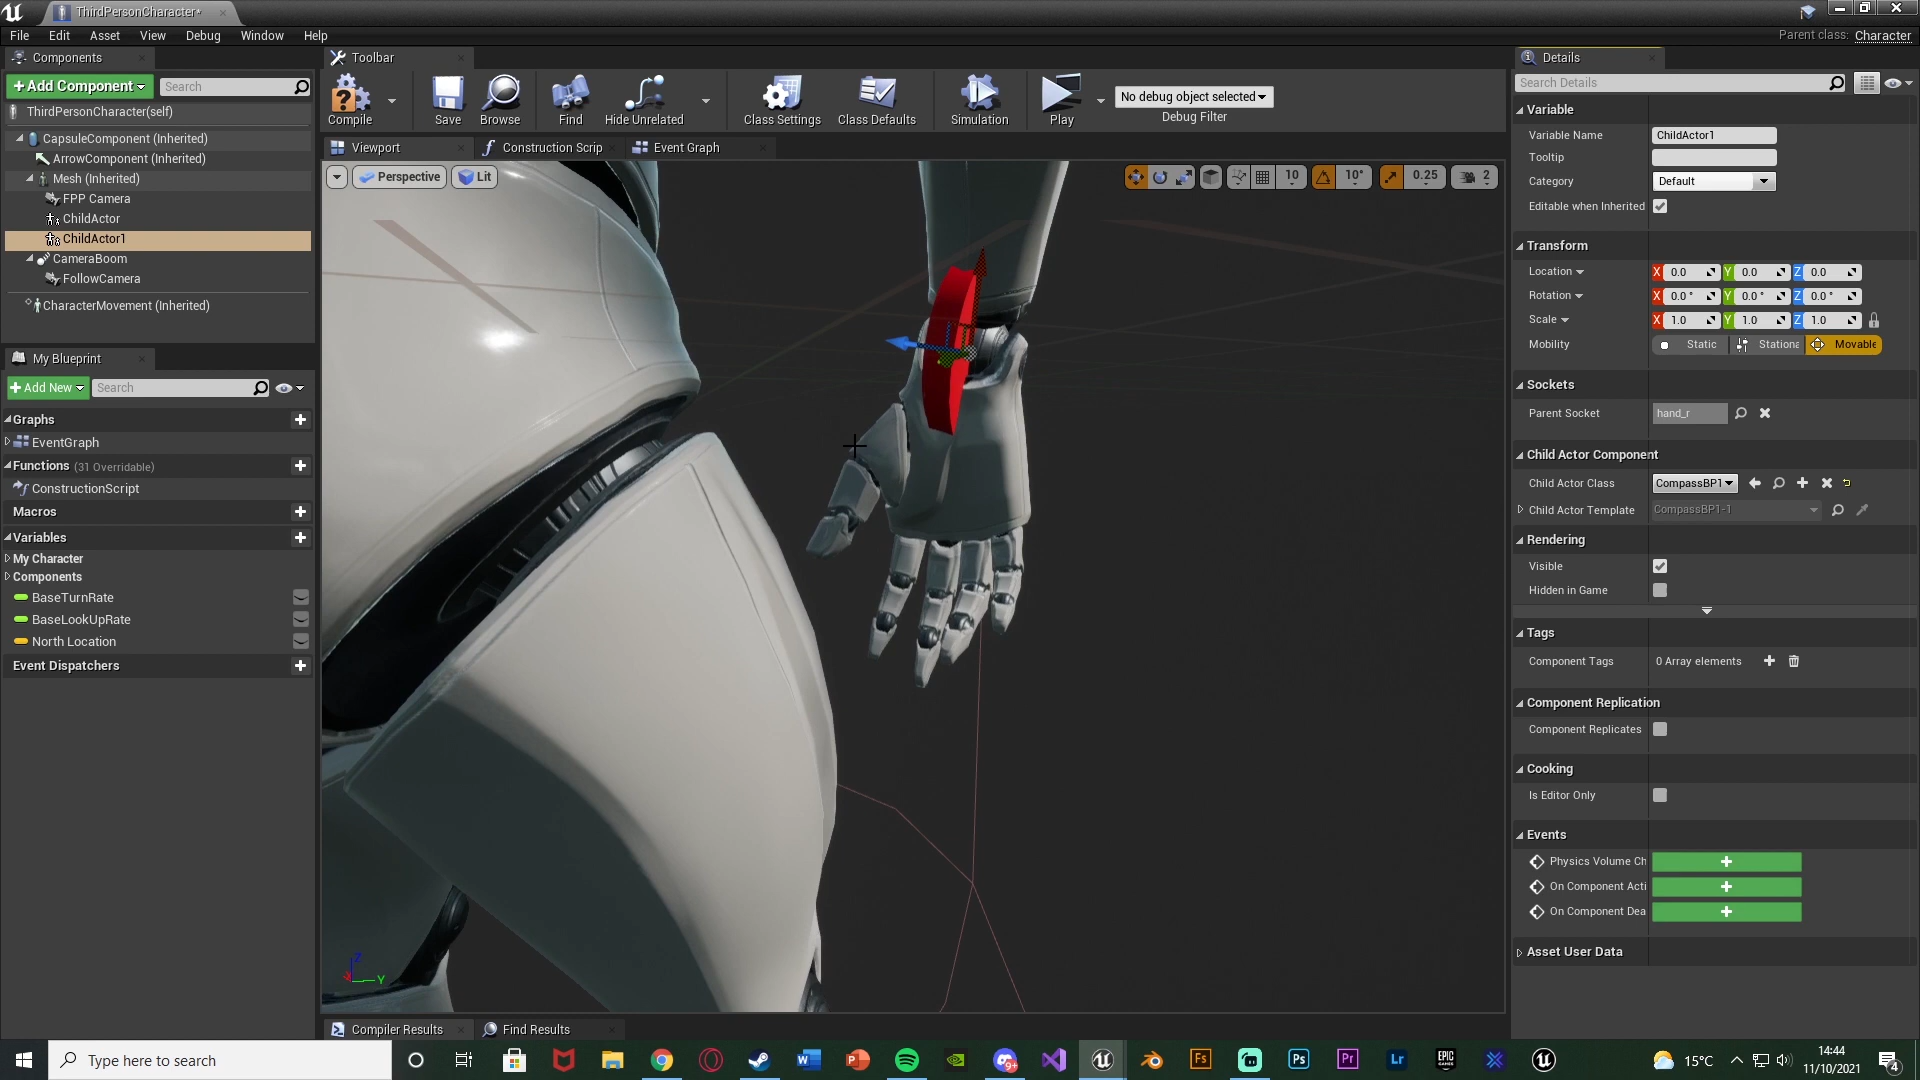 ThirdPersonCharacter*
File Edit Asset View Debug Window Help
Parent class: Character
Components
+Add Component
Search
ThirdPersonCharacter(self)
CapsuleComponent (Inherited)
ArrowComponent (Inherited)
Mesh (Inherited)
FPP Camera
ChildActor
ChildActor1
CameraBoom
FollowCamera
CharacterMovement (Inherited)
My Blueprint
+Add New
Search
Graphs
EventGraph
Functions (31 Overridable)
ConstructionScript
Macros
Variables
My Character
Components
BaseTurnRate
BaseLookUpRate
North Location
Event Dispatchers
Toolbar
Compile
Save
Browse
Find
Hide Unrelated
Class Settings
Class Defaults
Simulation
Play
No debug object selected
Debug Filter
Viewport
Construction Scrip
Event Graph
Perspective
Lit
10
10°
0.25
2
Z
X
Y
Compiler Results
Find Results
Details
Search Details
Variable
Variable Name ChildActor1
Tooltip
Category Default
Editable when Inherited
Transform
Location X 0.0 Y 0.0 Z 0.0
Rotation X 0.0 ° Y 0.0 ° Z 0.0 °
Scale X 1.0 Y 1.0 Z 1.0
Mobility Static Stationa Movable
Sockets
Parent Socket hand_r
Child Actor Component
Child Actor Class CompassBP1
Child Actor Template CompassBP1-1
Rendering
Visible
Hidden in Game
Tags
Component Tags 0 Array elements
Component Replication
Component Replicates
Cooking
Is Editor Only
Events
Physics Volume Ch
On Component Acti
On Component Dea
Asset User Data
Type here to search
9+
Fs
Ps
Pr
Lr
EPIC GAMES
15°C
14:44
11/10/2021
4